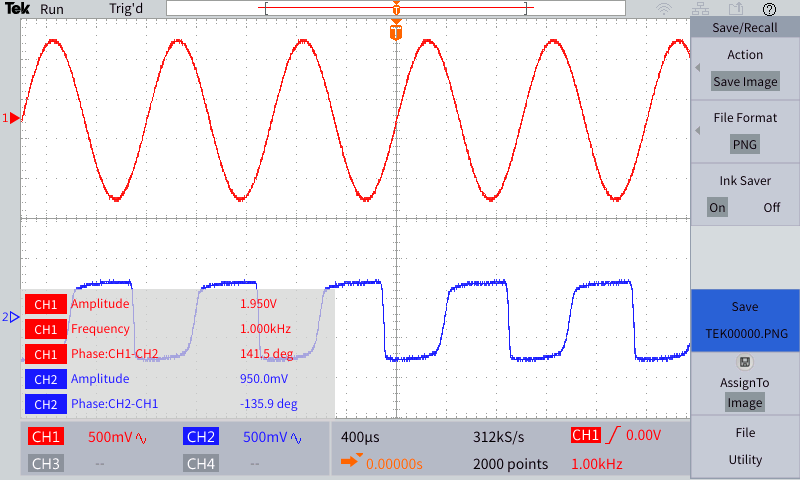 Tek Run Trig'd T ?
T
Save/Recall
Action
Save Image
File Format
PNG
Ink Saver
On Off
1
2
CH1 Amplitude 1.950V
CH1 Frequency 1.000kHz
CH1 Phase:CH1-CH2 141.5 deg
CH2 Amplitude 950.0mV
CH2 Phase:CH2-CH1 -135.9 deg
Save
TEK00000.PNG
AssignTo
Image
File
Utility
CH1 500mV CH2 500mV 400µs 312kS/s CH1 0.00V
CH3 -- CH4 -- 0.00000s 2000 points 1.00kHz